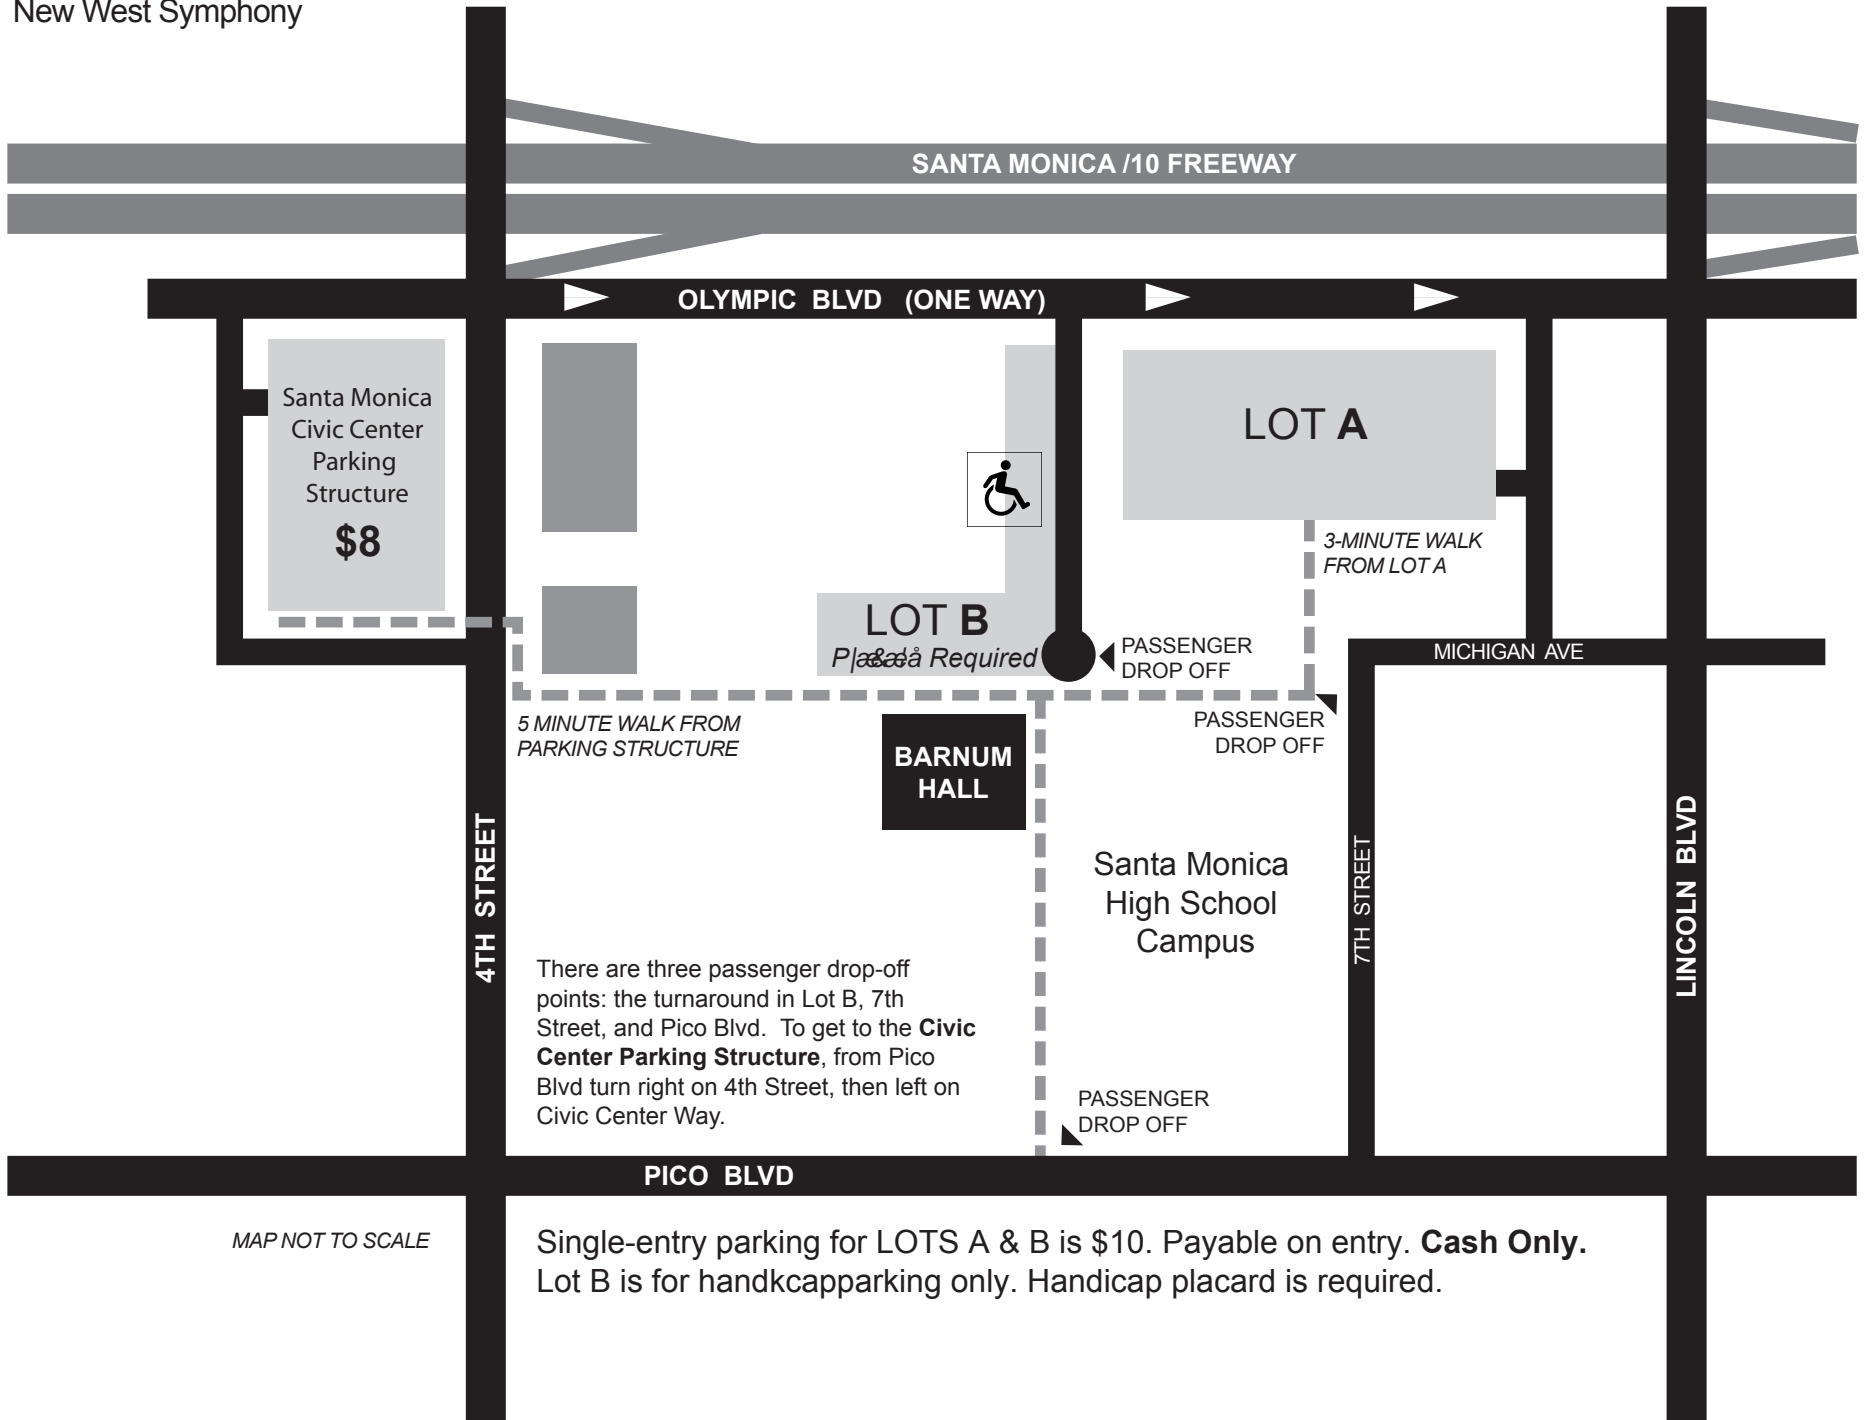 New West Symphony
SANTA MONICA /10 FREEWAY
OLYMPIC BLVD (ONE WAY)
Santa Monica
Civic Center
Parking
Structure
$8
LOT A
3-MINUTE WALK
FROM LOT A
LOT B
Required
PASSENGER
DROP OFF
MICHIGAN AVE
5 MINUTE WALK FROM
PARKING STRUCTURE
PASSENGER
DROP OFF
BARNUM
HALL
4TH STREET
Santa Monica
High School
Campus
7TH STREET
LINCOLN BLVD
There are three passenger drop-off
points: the turnaround in Lot B, 7th
Street, and Pico Blvd. To get to the Civic
Center Parking Structure, from Pico
Blvd turn right on 4th Street, then left on
Civic Center Way.
PASSENGER
DROP OFF
PICO BLVD
MAP NOT TO SCALE
Single-entry parking for LOTS A & B is $10. Payable on entry. Cash Only.
Lot B is for handkcapparking only. Handicap placard is required.